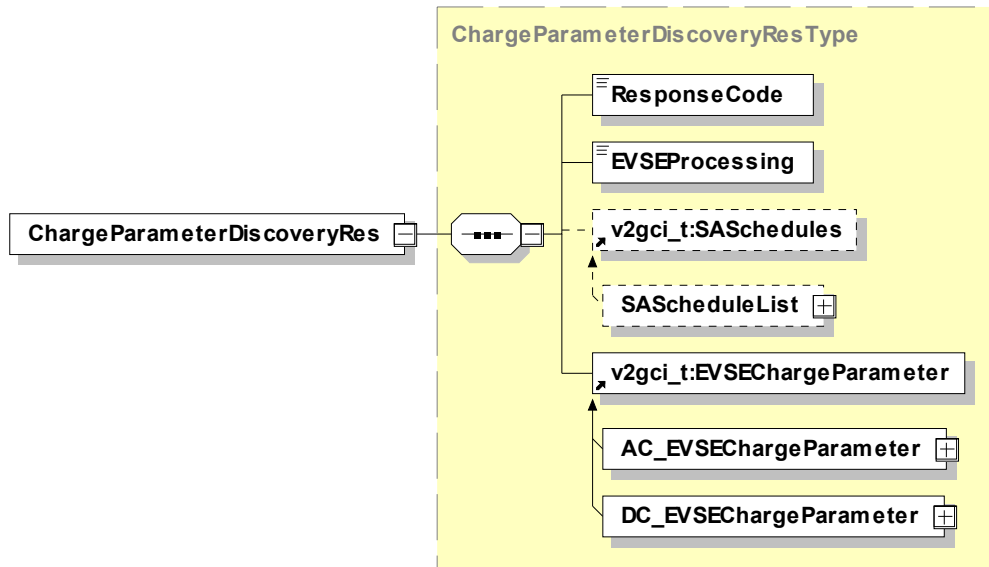 ChargeParameterDiscoveryResType
ResponseCode
EVSEProcessing
ChargeParameterDiscoveryRes
v2gci_t:SASchedules
SAScheduleList
v2gci_t:EVSEChargeParameter
AC_EVSEChargeParameter
DC_EVSEChargeParameter